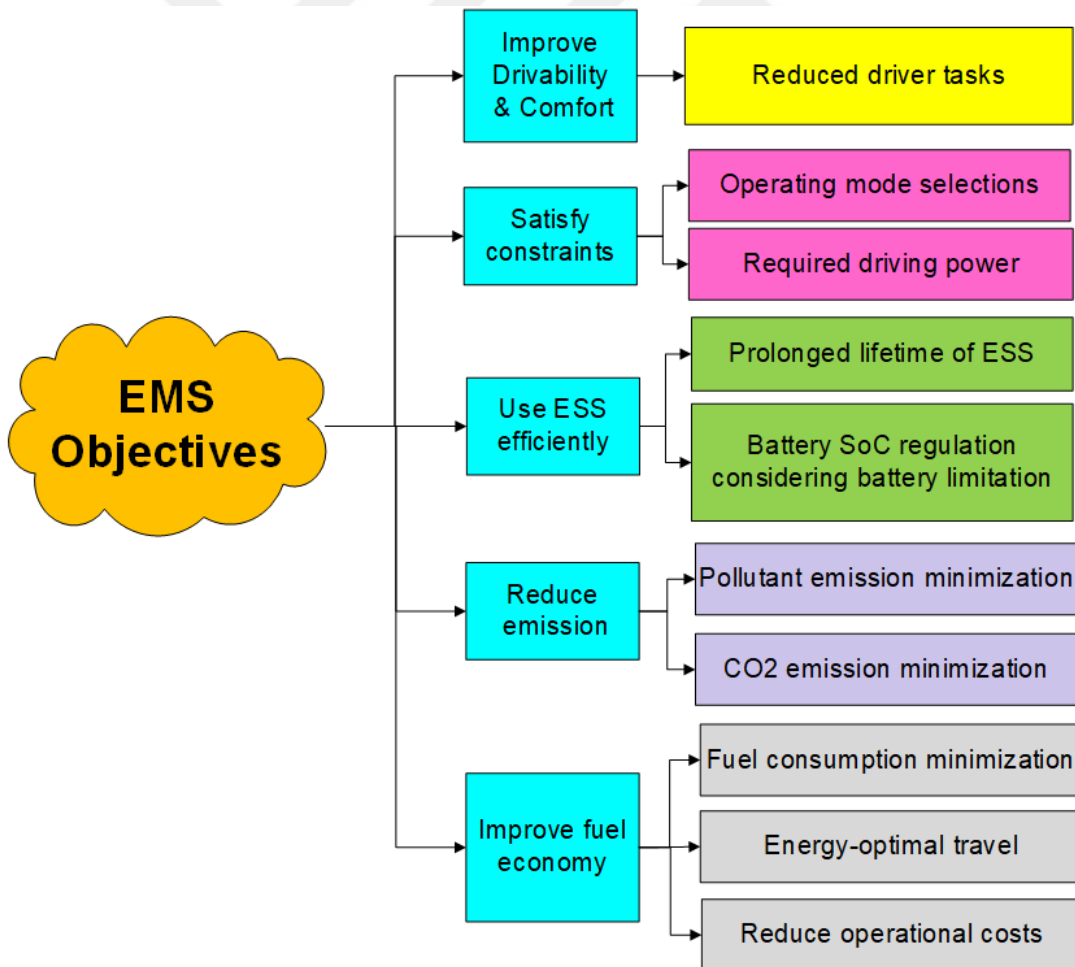 Improve
Drivability
& Comfort
Reduced driver tasks
Satisfy
constraints
Operating mode selections
Required driving power
EMS
Objectives
Use ESS
efficiently
Prolonged lifetime of ESS
Battery SoC regulation
considering battery limitation
Reduce
emission
Pollutant emission minimization
CO2 emission minimization
Improve fuel
economy
Fuel consumption minimization
Energy-optimal travel
Reduce operational costs